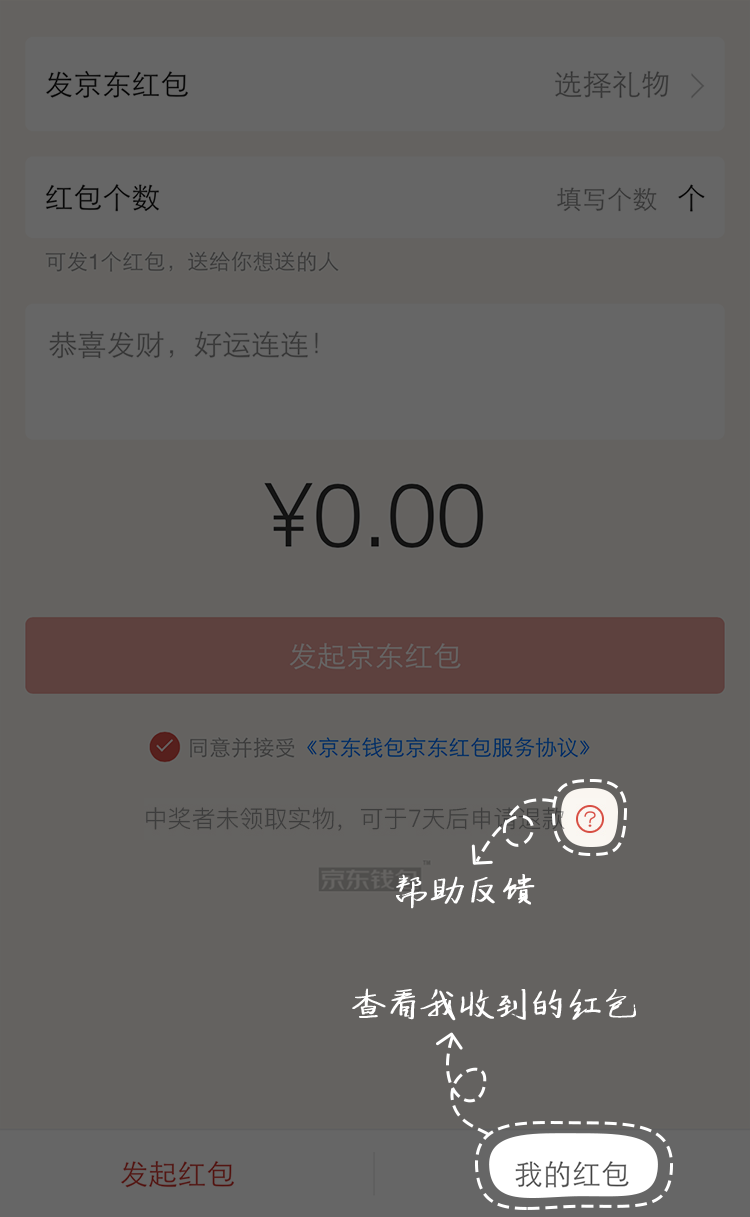 发京东红包 选择礼物
红包个数 填写个数 个
可发1个红包，送给你想送的人
恭喜发财，好运连连！
¥0.00
发起京东红包
同意并接受《京东钱包京东红包服务协议》
中奖者未领取实物，可于7天后申请退款
?
京东钱包™
帮助反馈
查看我收到的红包
发起红包 我的红包